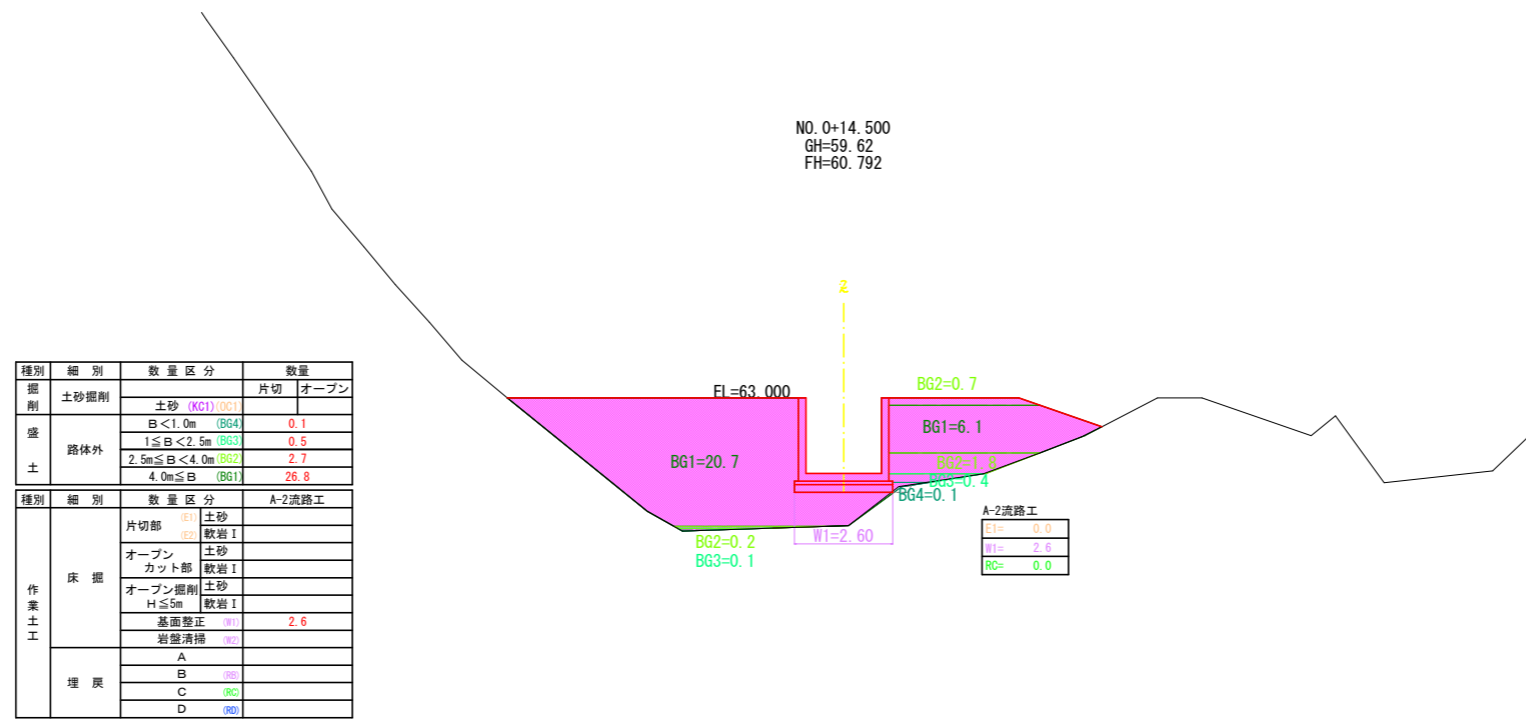 NO.0+14.500
GH=59.62
FH=60.792
EL=63.000
BG2=0.7
BG1=6.1
BG1=20.7
BG2=1.8
BG3=0.4
BG4=0.1
W1=2.60
BG2=0.2
BG3=0.1
種別 細 別 数 量 区 分 数量
掘削 土砂掘削 片切 オープン
土砂 (KC1)(OC1)
盛土 路体外 B<1.0m (BG4) 0.1
1≦B<2.5m (BG3) 0.5
2.5m≦B<4.0m (BG2) 2.7
4.0m≦B (BG1) 26.8
種別 細 別 数 量 区 分 A-2流路工
作業土工 床 掘 片切部 (E1) 土砂
(E2) 軟岩Ⅰ
オープンカット部 土砂
軟岩Ⅰ
オープン掘削 H≦5m 土砂
軟岩Ⅰ
基面整正 (W1) 2.6
岩盤清掃 (W2)
埋 戻 A
B (RB)
C (RC)
D (RD)
A-2流路工
E1= 0.0
W1= 2.6
RC= 0.0